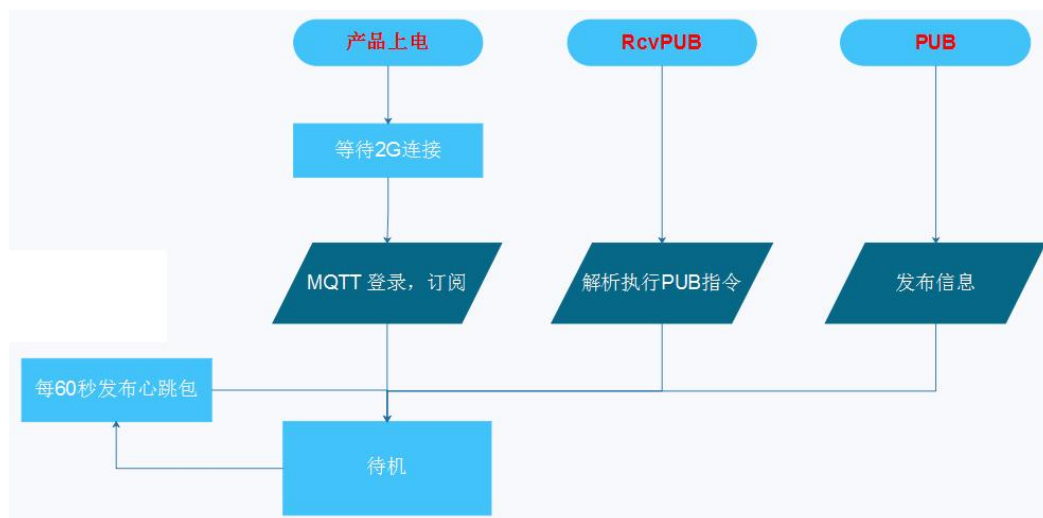 产品上电
RcvPUB
PUB
等待2G连接
MQTT 登录，订阅
解析执行PUB指令
发布信息
每60秒发布心跳包
待机